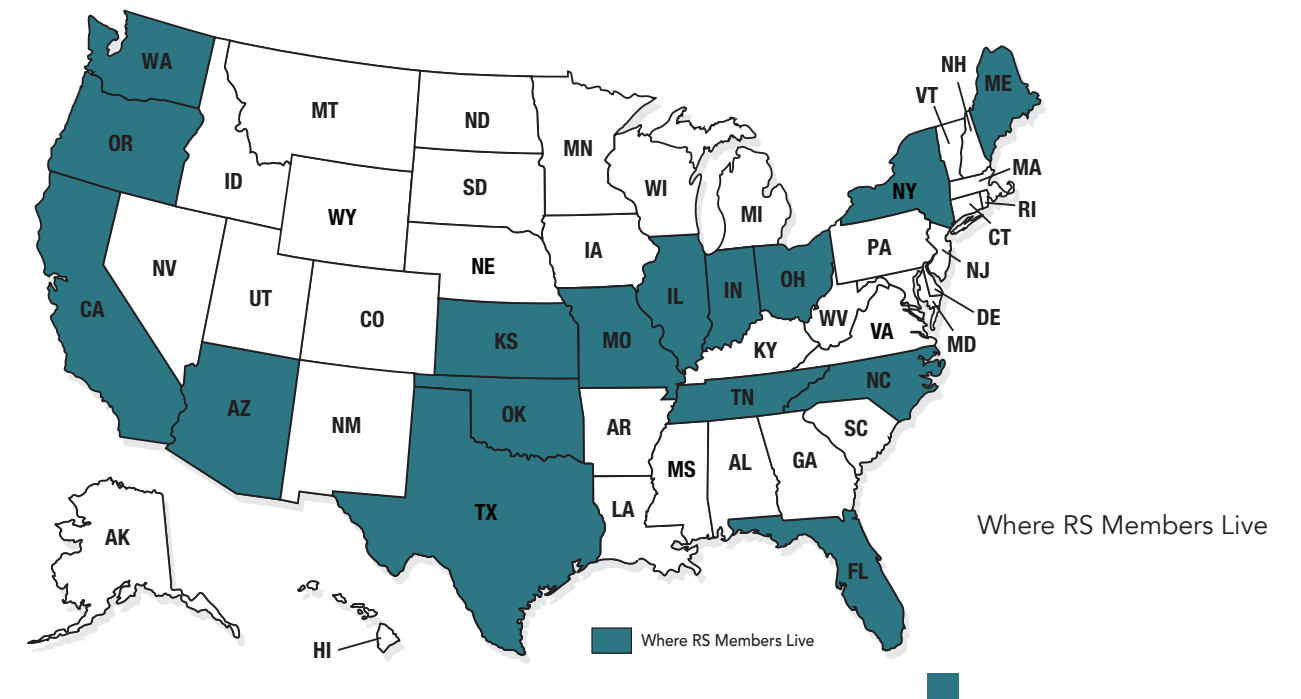 WA
OR
CA
NV
ID
MT
WY
UT
CO
AZ
NM
ND
SD
NE
KS
OK
TX
MN
IA
MO
AR
LA
WI
IL
MI
IN
OH
KY
TN
MS
AL
GA
FL
SC
NC
VA
WV
PA
NY
VT
NH
ME
MA
RI
CT
NJ
DE
MD
AK
HI
Where RS Members Live
Where RS Members Live